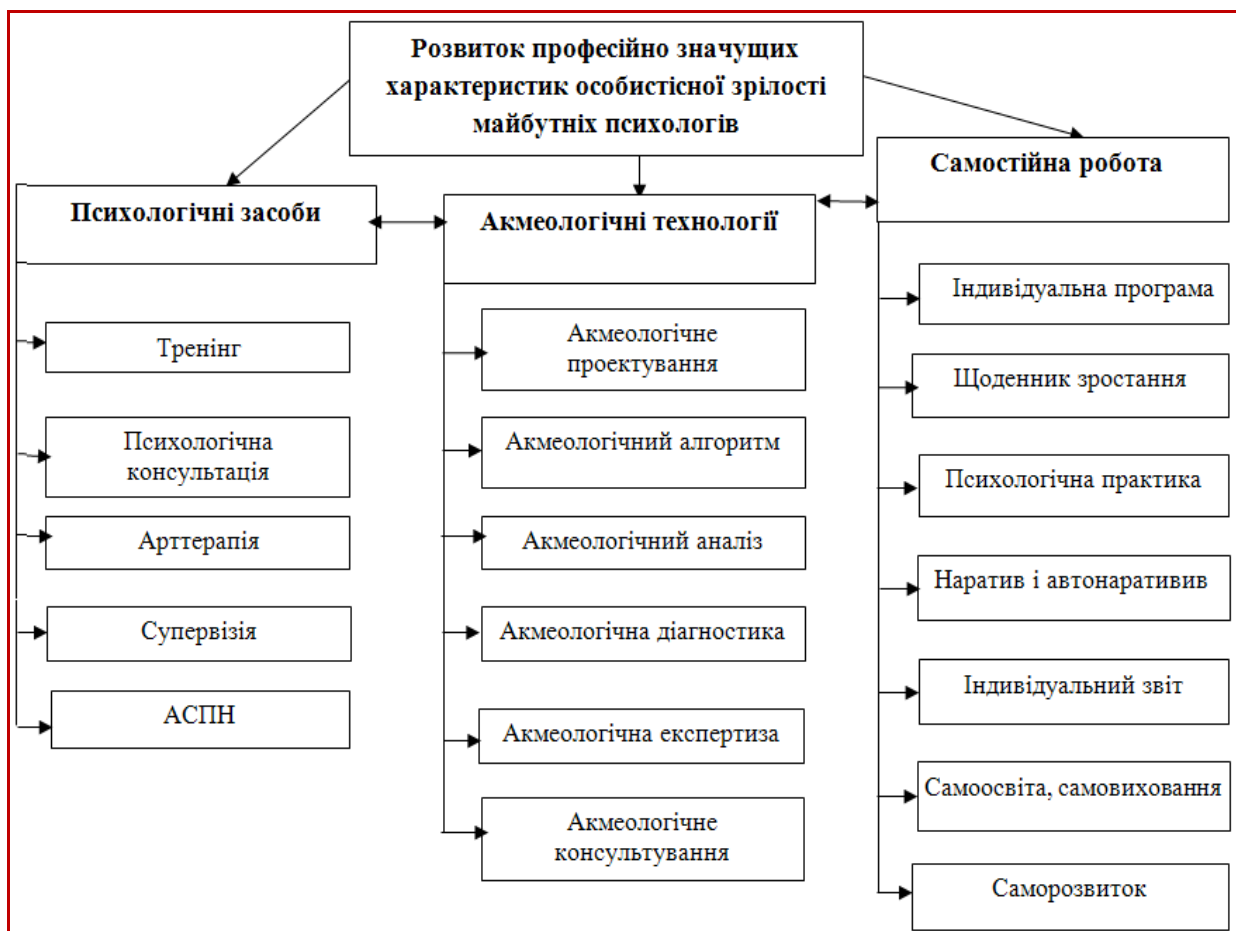 Розвиток професійно значущих
характеристик особистісної зрілості
майбутніх психологів
Психологічні засоби
Тренінг
Психологічна
консультація
Арттерапія
Супервізія
АСПН
Акмеологічні технології
Акмеологічне
проектування
Акмеологічний алгоритм
Акмеологічний аналіз
Акмеологічна діагностика
Акмеологічна експертиза
Акмеологічне
консультування
Самостійна робота
Індивідуальна програма
Щоденник зростання
Психологічна практика
Наратив і автонаративив
Індивідуальний звіт
Самоосвіта, самовиховання
Саморозвиток